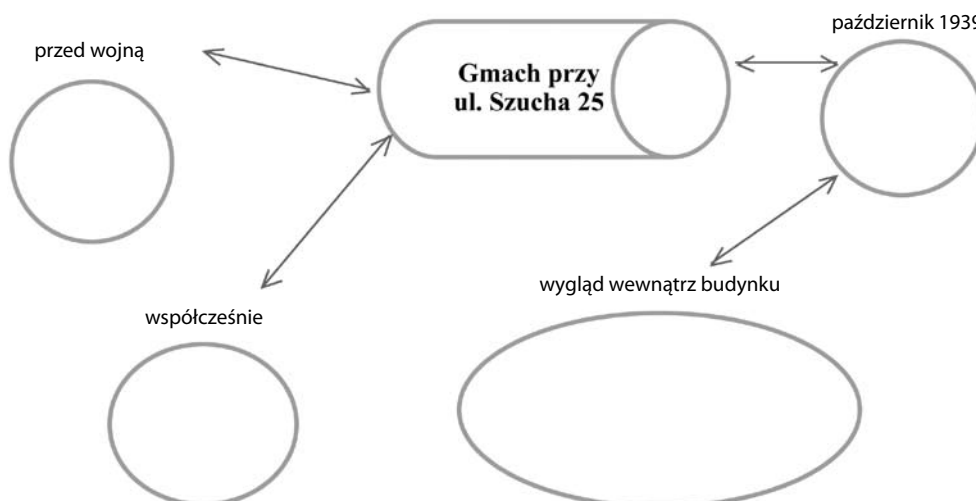 przed wojną
Gmach przy
ul. Szucha 25
październik 1939
współcześnie
wygląd wewnątrz budynku